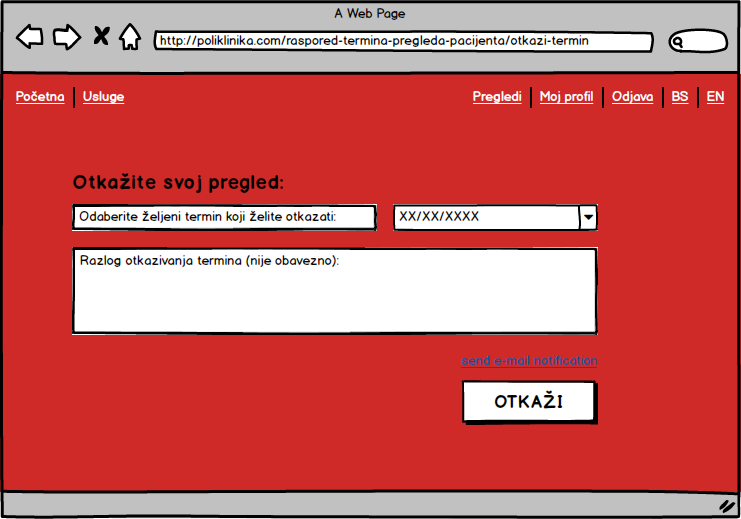 A Web Page
http://poliklinika.com/raspored-termina-pregleda-pacijenta/otkazi-termin
Početna Usluge Pregledi Moj profil Odjava BS EN
Otkažite svoj pregled:
Odaberite željeni termin koji želite otkazati: XX/XX/XXXX
Razlog otkazivanja termina (nije obavezno):
send e-mail notification
OTKAŽI